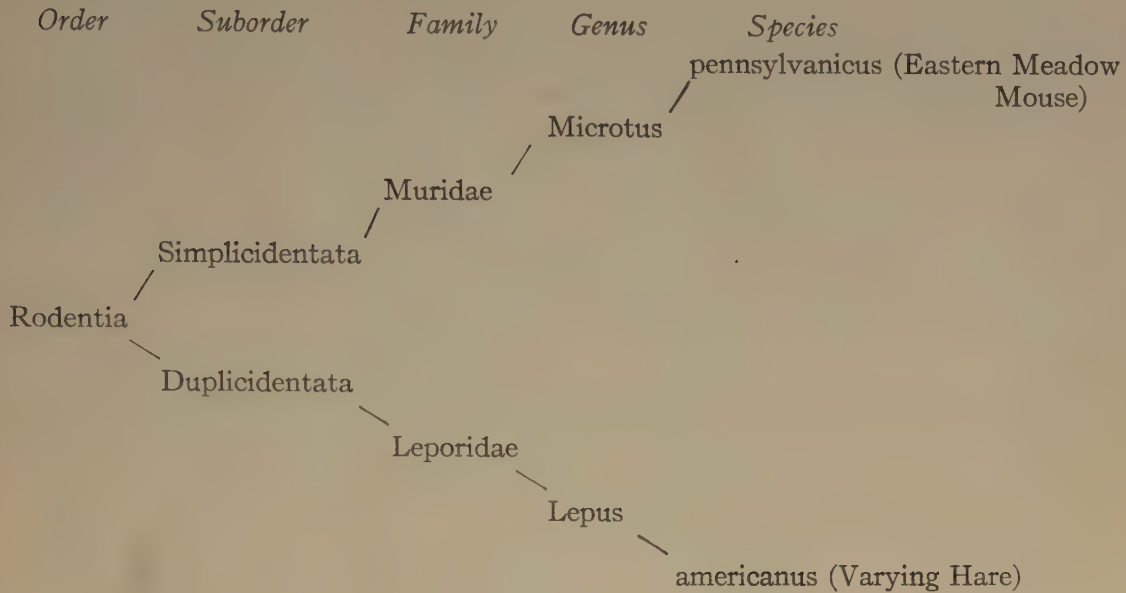 Order Suborder Family Genus Species
pennsylvanicus (Eastern Meadow
Mouse)
Microtus
Muridae
Simplicidentata
Rodentia
Duplicidentata
Leporidae
Lepus
americanus (Varying Hare)